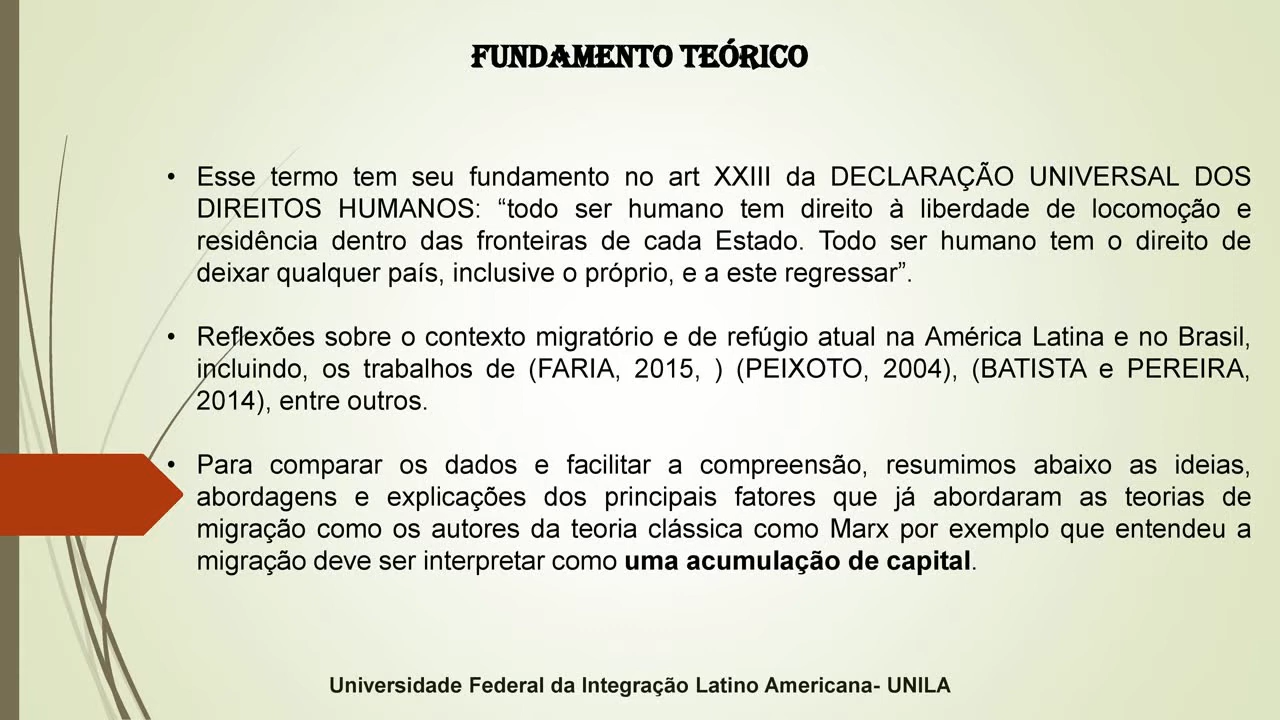 FUNDAMENTO TEÓRICO
• Esse termo tem seu fundamento no art XXIII da DECLARAÇÃO UNIVERSAL DOS
DIREITOS HUMANOS: “todo ser humano tem direito à liberdade de locomoção e
residência dentro das fronteiras de cada Estado. Todo ser humano tem o direito de
deixar qualquer país, inclusive o próprio, e a este regressar”.
• Reflexões sobre o contexto migratório e de refúgio atual na América Latina e no Brasil,
incluindo, os trabalhos de (FARIA, 2015, ) (PEIXOTO, 2004), (BATISTA e PEREIRA,
2014), entre outros.
• Para comparar os dados e facilitar a compreensão, resumimos abaixo as ideias,
abordagens e explicações dos principais fatores que já abordaram as teorias de
migração como os autores da teoria clássica como Marx por exemplo que entendeu a
migração deve ser interpretar como uma acumulação de capital.
Universidade Federal da Integração Latino Americana- UNILA